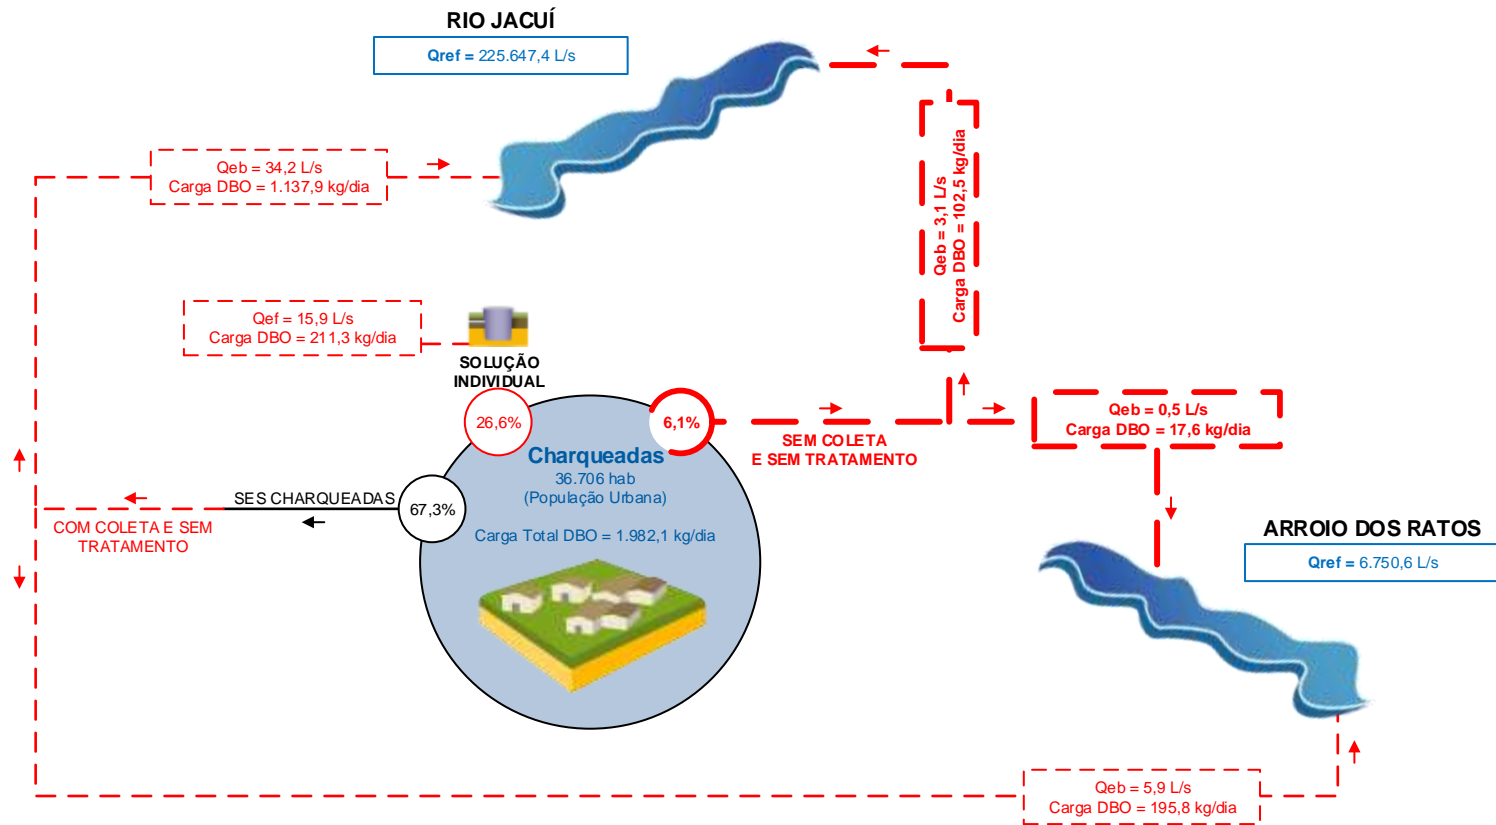 RIO JACUÍ
Qref = 225.647,4 L/s
Qeb = 34,2 L/s
Carga DBO = 1.137,9 kg/dia
Qeb = 3,1 L/s
Carga DBO = 102,5 kg/dia
Qef = 15,9 L/s
Carga DBO = 211,3 kg/dia
SOLUÇÃO
INDIVIDUAL
26,6%
6,1%
SEM COLETA
E SEM TRATAMENTO
Qeb = 0,5 L/s
Carga DBO = 17,6 kg/dia
Charqueadas
36.706 hab
(População Urbana)
Carga Total DBO = 1.982,1 kg/dia
67,3%
SES CHARQUEADAS
COM COLETA E SEM
TRATAMENTO
ARROIO DOS RATOS
Qref = 6.750,6 L/s
Qeb = 5,9 L/s
Carga DBO = 195,8 kg/dia